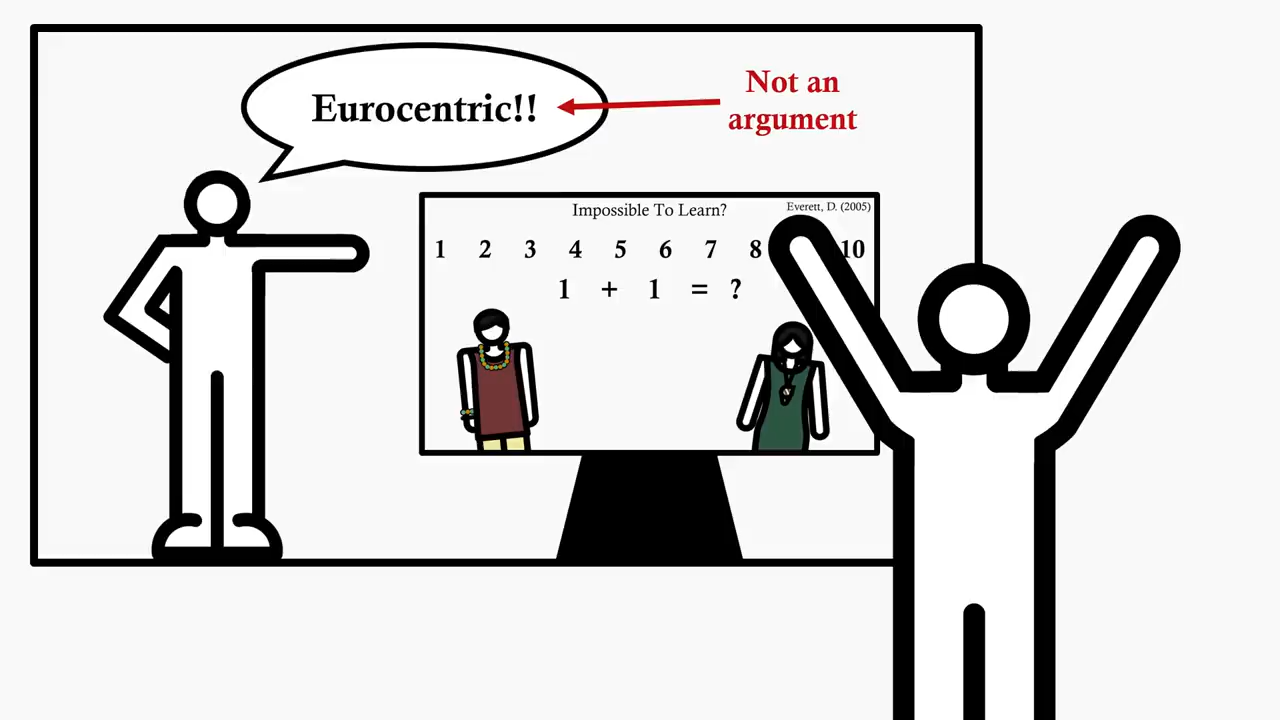 Not an
argument
Eurocentric!!
Impossible To Learn?
Everett, D. (2005)
1 2 3 4 5 6 7 8 10
1 + 1 = ?